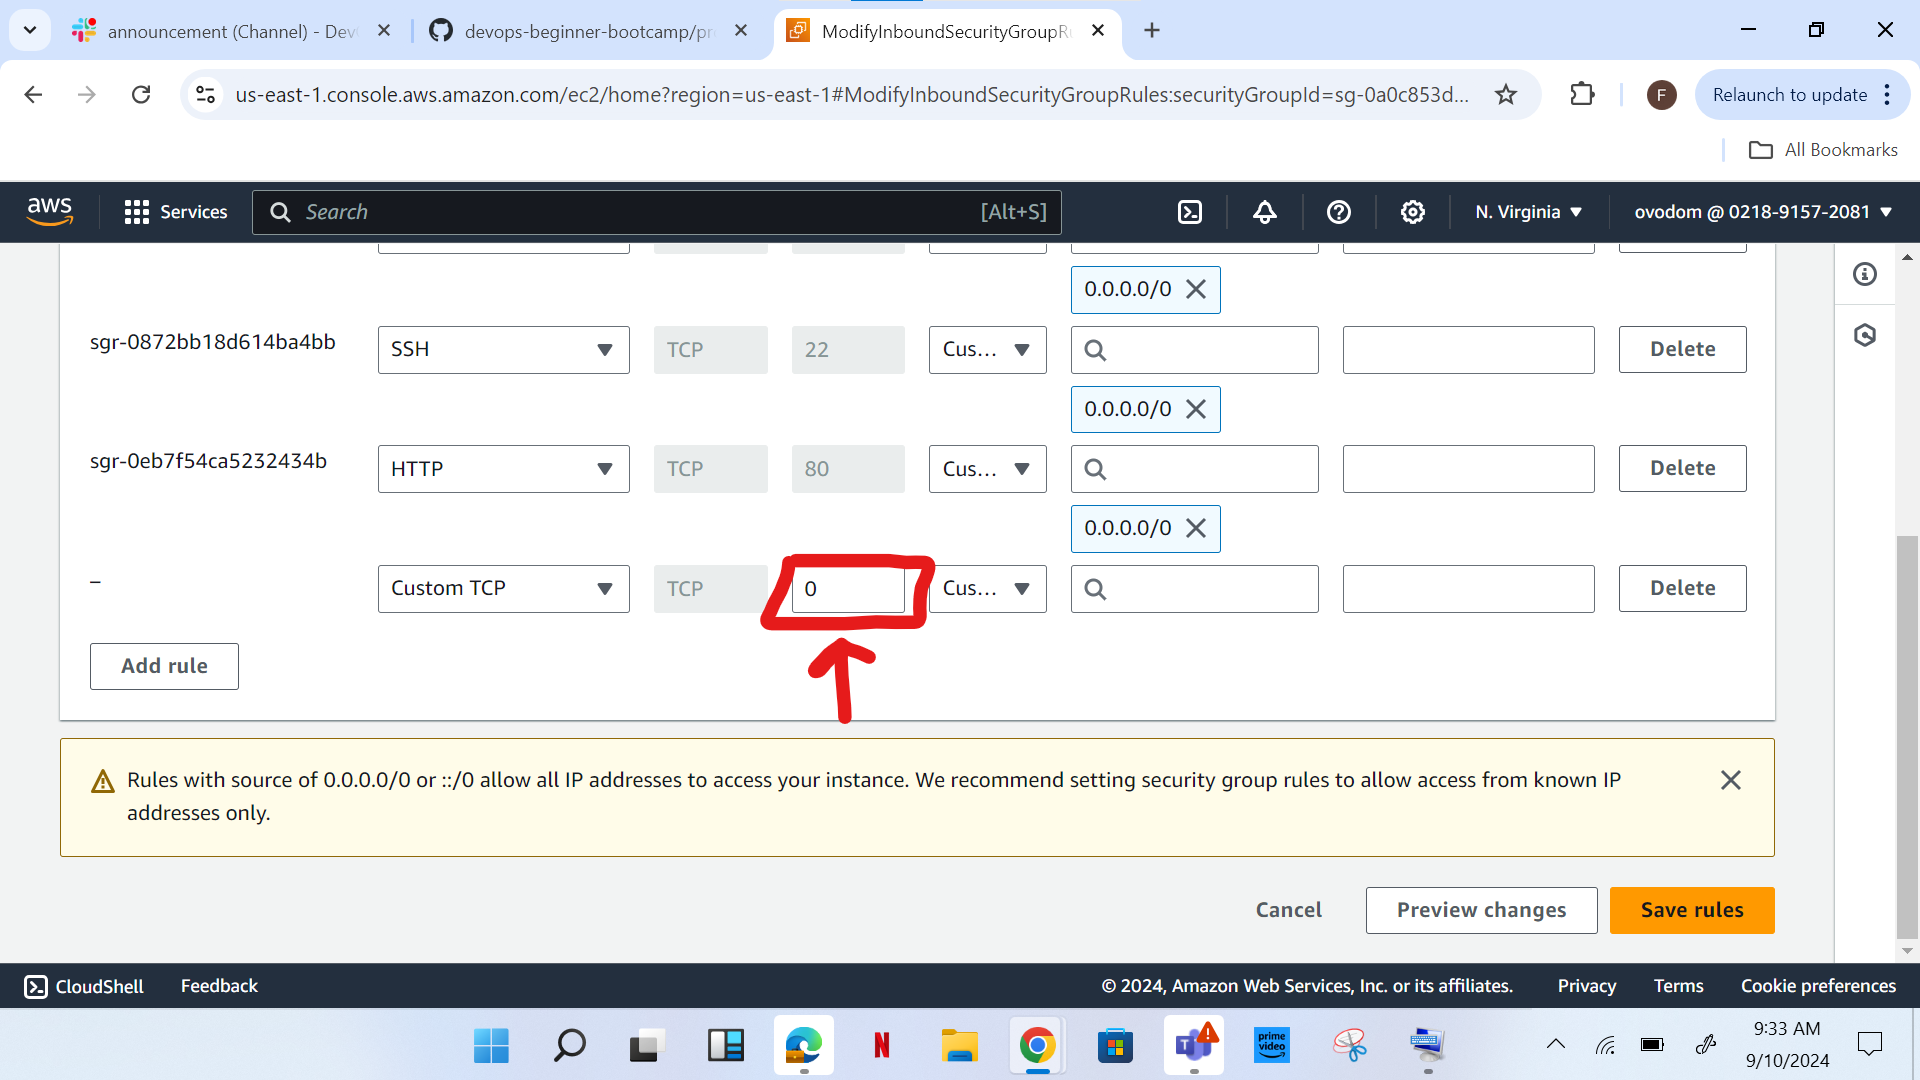 announcement (Channel) - Dev
devops-beginner-bootcamp/pr
ModifyInboundSecurityGroupR
us-east-1.console.aws.amazon.com/ec2/home?region=us-east-1#ModifyInboundSecurityGroupRules:securityGroupId=sg-0a0c853d...
F
Relaunch to update
All Bookmarks
aws
Services
Search
[Alt+S]
N. Virginia
ovodom @ 0218-9157-2081
0.0.0.0/0
sgr-0872bb18d614ba4bb
SSH
TCP
22
Cus...
Delete
0.0.0.0/0
sgr-0eb7f54ca5232434b
HTTP
TCP
80
Cus...
Delete
0.0.0.0/0
–
Custom TCP
TCP
0
Cus...
Delete
Add rule
Rules with source of 0.0.0.0/0 or ::/0 allow all IP addresses to access your instance. We recommend setting security group rules to allow access from known IP
addresses only.
Cancel
Preview changes
Save rules
CloudShell
Feedback
© 2024, Amazon Web Services, Inc. or its affiliates.
Privacy
Terms
Cookie preferences
N
T
prime
video
9:33 AM
9/10/2024